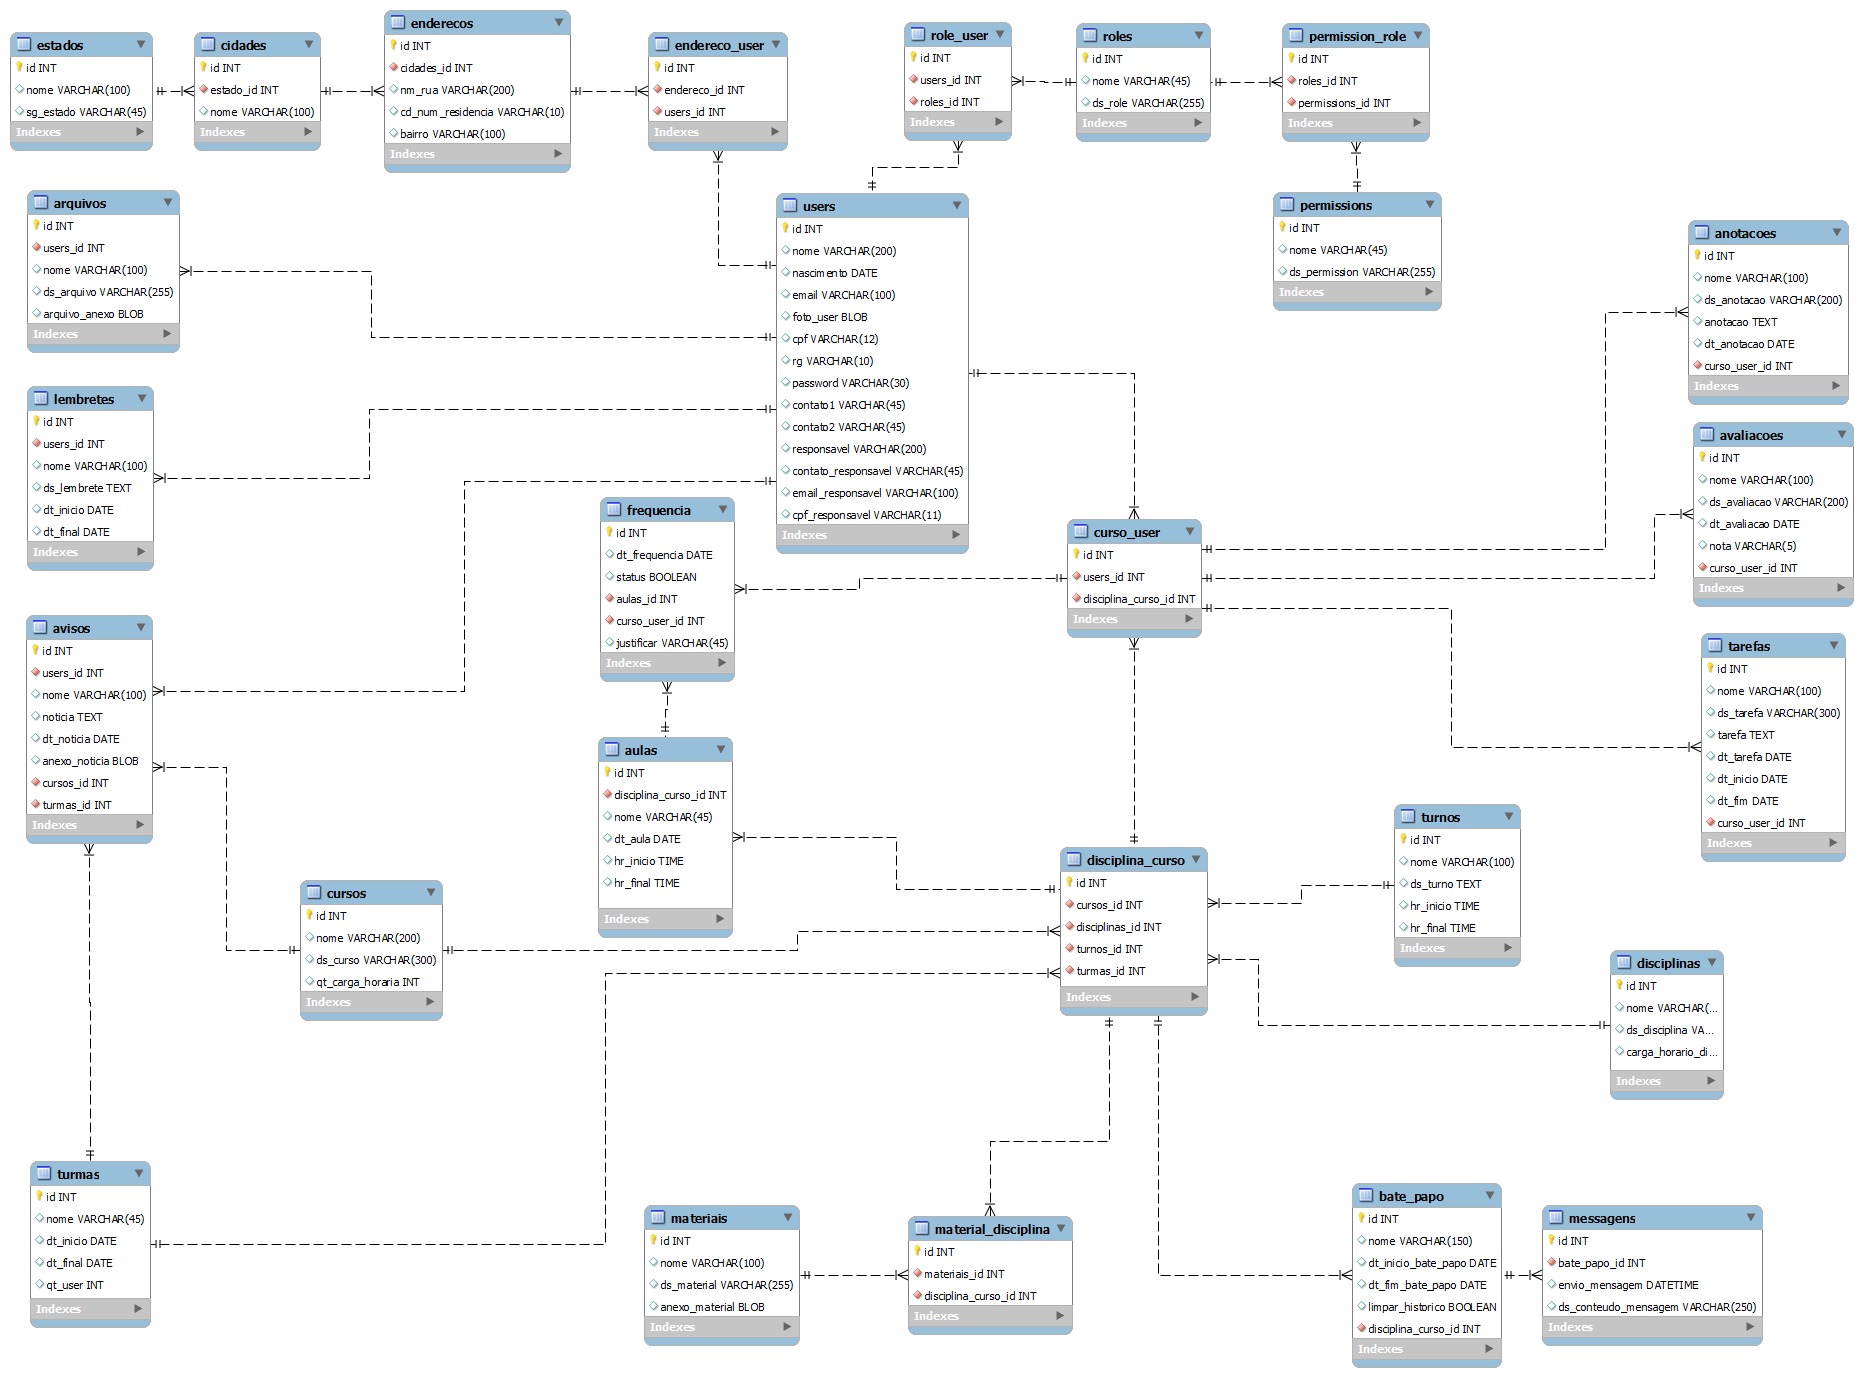 estados
id INT
nome VARCHAR(100)
sg_estado VARCHAR(45)
Indexes
cidades
id INT
estado_id INT
nome VARCHAR(100)
Indexes
enderecos
id INT
cidades_id INT
nm_rua VARCHAR(200)
cd_num_residencia VARCHAR(10)
bairro VARCHAR(100)
Indexes
endereco_user
id INT
endereco_id INT
users_id INT
Indexes
role_user
id INT
users_id INT
roles_id INT
Indexes
roles
id INT
nome VARCHAR(45)
ds_role VARCHAR(255)
Indexes
permission_role
id INT
roles_id INT
permissions_id INT
Indexes
arquivos
id INT
users_id INT
nome VARCHAR(100)
ds_arquivo VARCHAR(255)
arquivo_anexo BLOB
Indexes
users
id INT
nome VARCHAR(200)
nascimento DATE
email VARCHAR(100)
foto_user BLOB
cpf VARCHAR(12)
rg VARCHAR(10)
password VARCHAR(30)
contato1 VARCHAR(45)
contato2 VARCHAR(45)
responsavel VARCHAR(200)
contato_responsavel VARCHAR(45)
email_responsavel VARCHAR(100)
cpf_responsavel VARCHAR(11)
Indexes
permissions
id INT
nome VARCHAR(45)
ds_permission VARCHAR(255)
Indexes
anotacoes
id INT
nome VARCHAR(100)
ds_anotacao VARCHAR(200)
anotacao TEXT
dt_anotacao DATE
curso_user_id INT
Indexes
lembretes
id INT
users_id INT
nome VARCHAR(100)
ds_lembrete TEXT
dt_inicio DATE
dt_final DATE
Indexes
avaliacoes
id INT
nome VARCHAR(100)
ds_avaliacao VARCHAR(200)
dt_avaliacao DATE
nota VARCHAR(5)
curso_user_id INT
Indexes
frequencia
id INT
dt_frequencia DATE
status BOOLEAN
aulas_id INT
curso_user_id INT
justificar VARCHAR(45)
Indexes
curso_user
id INT
users_id INT
disciplina_curso_id INT
Indexes
avisos
id INT
users_id INT
nome VARCHAR(100)
noticia TEXT
dt_noticia DATE
anexo_noticia BLOB
cursos_id INT
turmas_id INT
Indexes
tarefas
id INT
nome VARCHAR(100)
ds_tarefa VARCHAR(300)
tarefa TEXT
dt_tarefa DATE
dt_inicio DATE
dt_fim DATE
curso_user_id INT
Indexes
aulas
id INT
disciplina_curso_id INT
nome VARCHAR(45)
dt_aula DATE
hr_inicio TIME
hr_final TIME
Indexes
turnos
id INT
nome VARCHAR(100)
ds_turno TEXT
hr_inicio TIME
hr_final TIME
Indexes
disciplina_curso
id INT
cursos_id INT
disciplinas_id INT
turnos_id INT
turmas_id INT
Indexes
cursos
id INT
nome VARCHAR(200)
ds_curso VARCHAR(300)
qt_carga_horaria INT
Indexes
disciplinas
id INT
nome VARCHAR(...
ds_disciplina VA...
carga_horario_di...
Indexes
turmas
id INT
nome VARCHAR(45)
dt_inicio DATE
dt_final DATE
qt_user INT
Indexes
materiais
id INT
nome VARCHAR(100)
ds_material VARCHAR(255)
anexo_material BLOB
Indexes
material_disciplina
id INT
materiais_id INT
disciplina_curso_id INT
Indexes
bate_papo
id INT
nome VARCHAR(150)
dt_inicio_bate_papo DATE
dt_fim_bate_papo DATE
limpar_historico BOOLEAN
disciplina_curso_id INT
Indexes
messagens
id INT
bate_papo_id INT
envio_mensagem DATETIME
ds_conteudo_mensagem VARCHAR(250)
Indexes